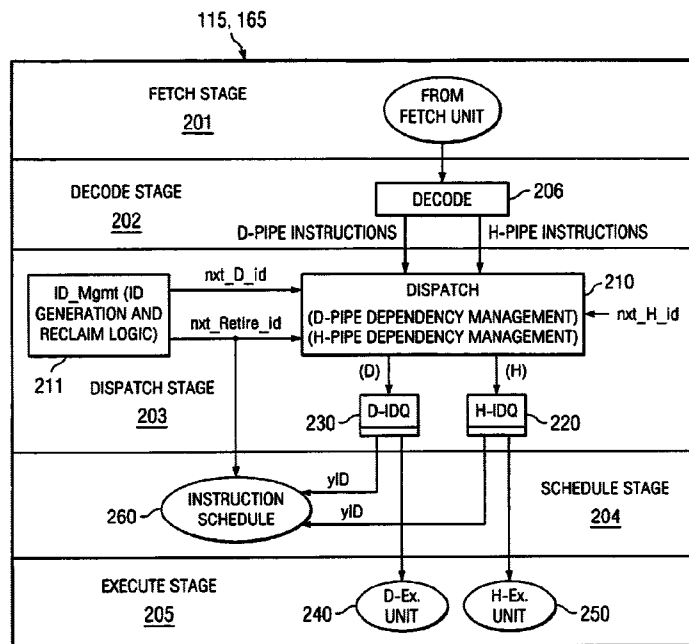 115, 165
FETCH STAGE
201
FROM
FETCH UNIT
DECODE STAGE
202
DECODE
206
D-PIPE INSTRUCTIONS
H-PIPE INSTRUCTIONS
ID_Mgmt (ID
GENERATION AND
RECLAIM LOGIC)
211
nxt_D_id
nxt_Retire_id
DISPATCH
(D-PIPE DEPENDENCY MANAGEMENT)
(H-PIPE DEPENDENCY MANAGEMENT)
210
nxt_H_id
DISPATCH STAGE
203
(D)
(H)
230
D-IDQ
H-IDQ
220
yID
yID
260
INSTRUCTION
SCHEDULE
SCHEDULE STAGE
204
EXECUTE STAGE
205
240
D-Ex.
UNIT
H-Ex.
UNIT
250